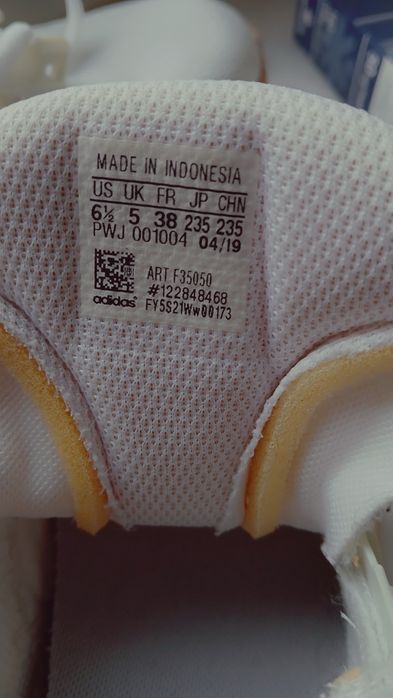 MADE IN INDONESIA
US UK FR JP CHN
6½ 5 38 235 235
PWJ 001004 04/19
ART F35050
#122848468
adidas FY5S21Ww00173